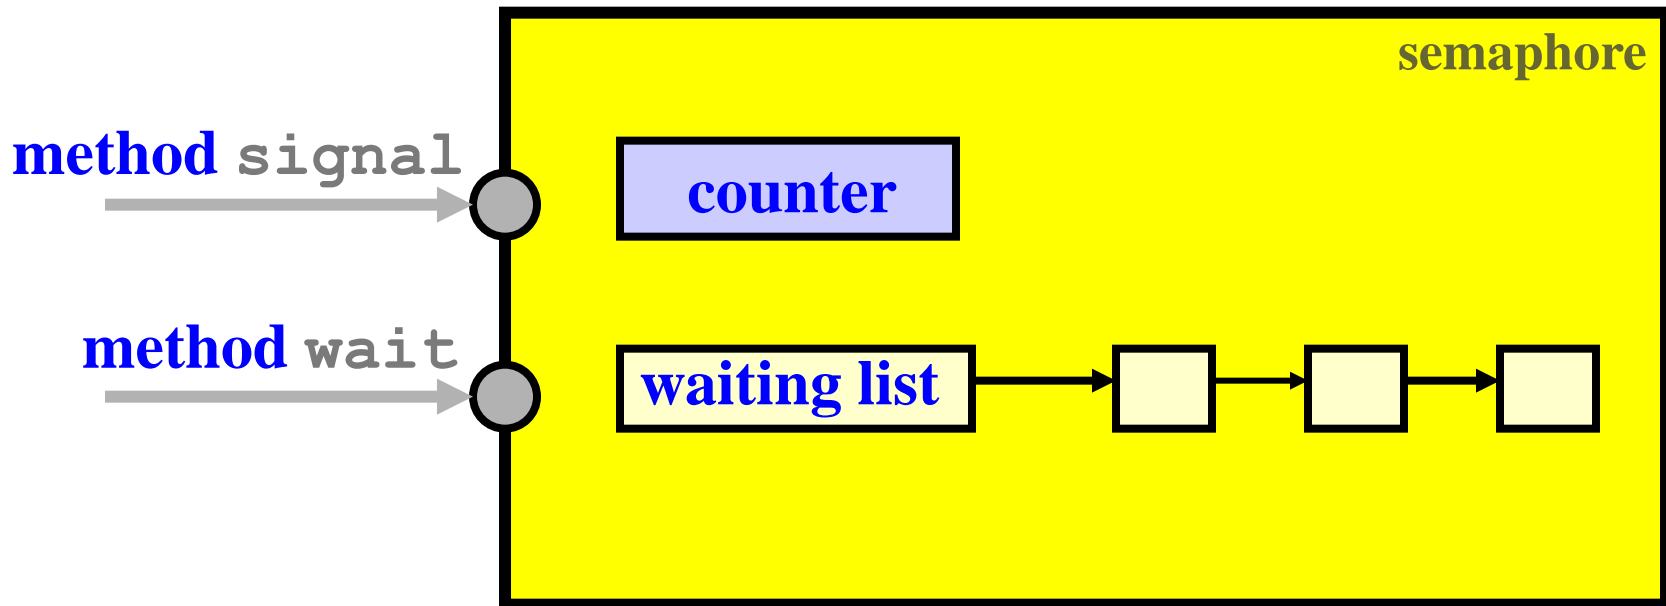 semaphore
method signal
counter
method wait
waiting list